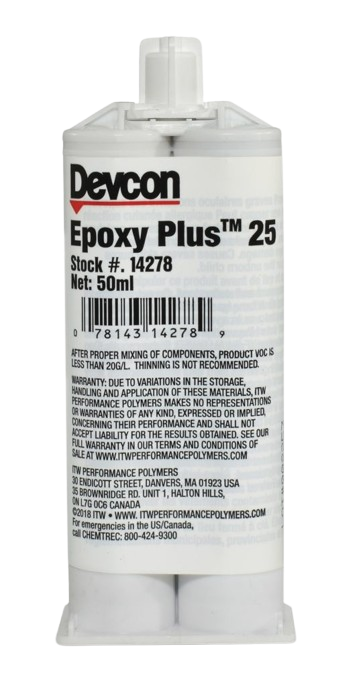 Devcon
Epoxy Plus™ 25
Stock #. 14278
Net: 50ml
0 78143 14278 9
AFTER PROPER MIXING OF COMPONENTS, PRODUCT VOC IS
LESS THAN 20G/L. THINNING IS NOT RECOMMENDED.
WARRANTY: DUE TO VARIATIONS IN THE STORAGE,
HANDLING AND APPLICATION OF THESE MATERIALS, ITW
PERFORMANCE POLYMERS MAKES NO REPRESENTATIONS
OR WARRANTIES OF ANY KIND, EXPRESSED OR IMPLIED,
CONCERNING THEIR PERFORMANCE AND SHALL NOT
ACCEPT LIABILITY FOR THE RESULTS OBTAINED. SEE OUR
FULL WARRANTY IN OUR TERMS AND CONDITIONS OF
SALE AT WWW.ITWPERFORMANCEPOLYMERS.COM
ITW PERFORMANCE POLYMERS
30 ENDICOTT STREET, DANVERS, MA 01923 USA
35 BROWNRIDGE RD. UNIT 1, HALTON HILLS,
ON L7G 0C6 CANADA
©2018 ITW • WWW. ITWPERFORMANCEPOLYMERS.COM
For emergencies in the US/Canada,
call CHEMTREC: 800-424-9300